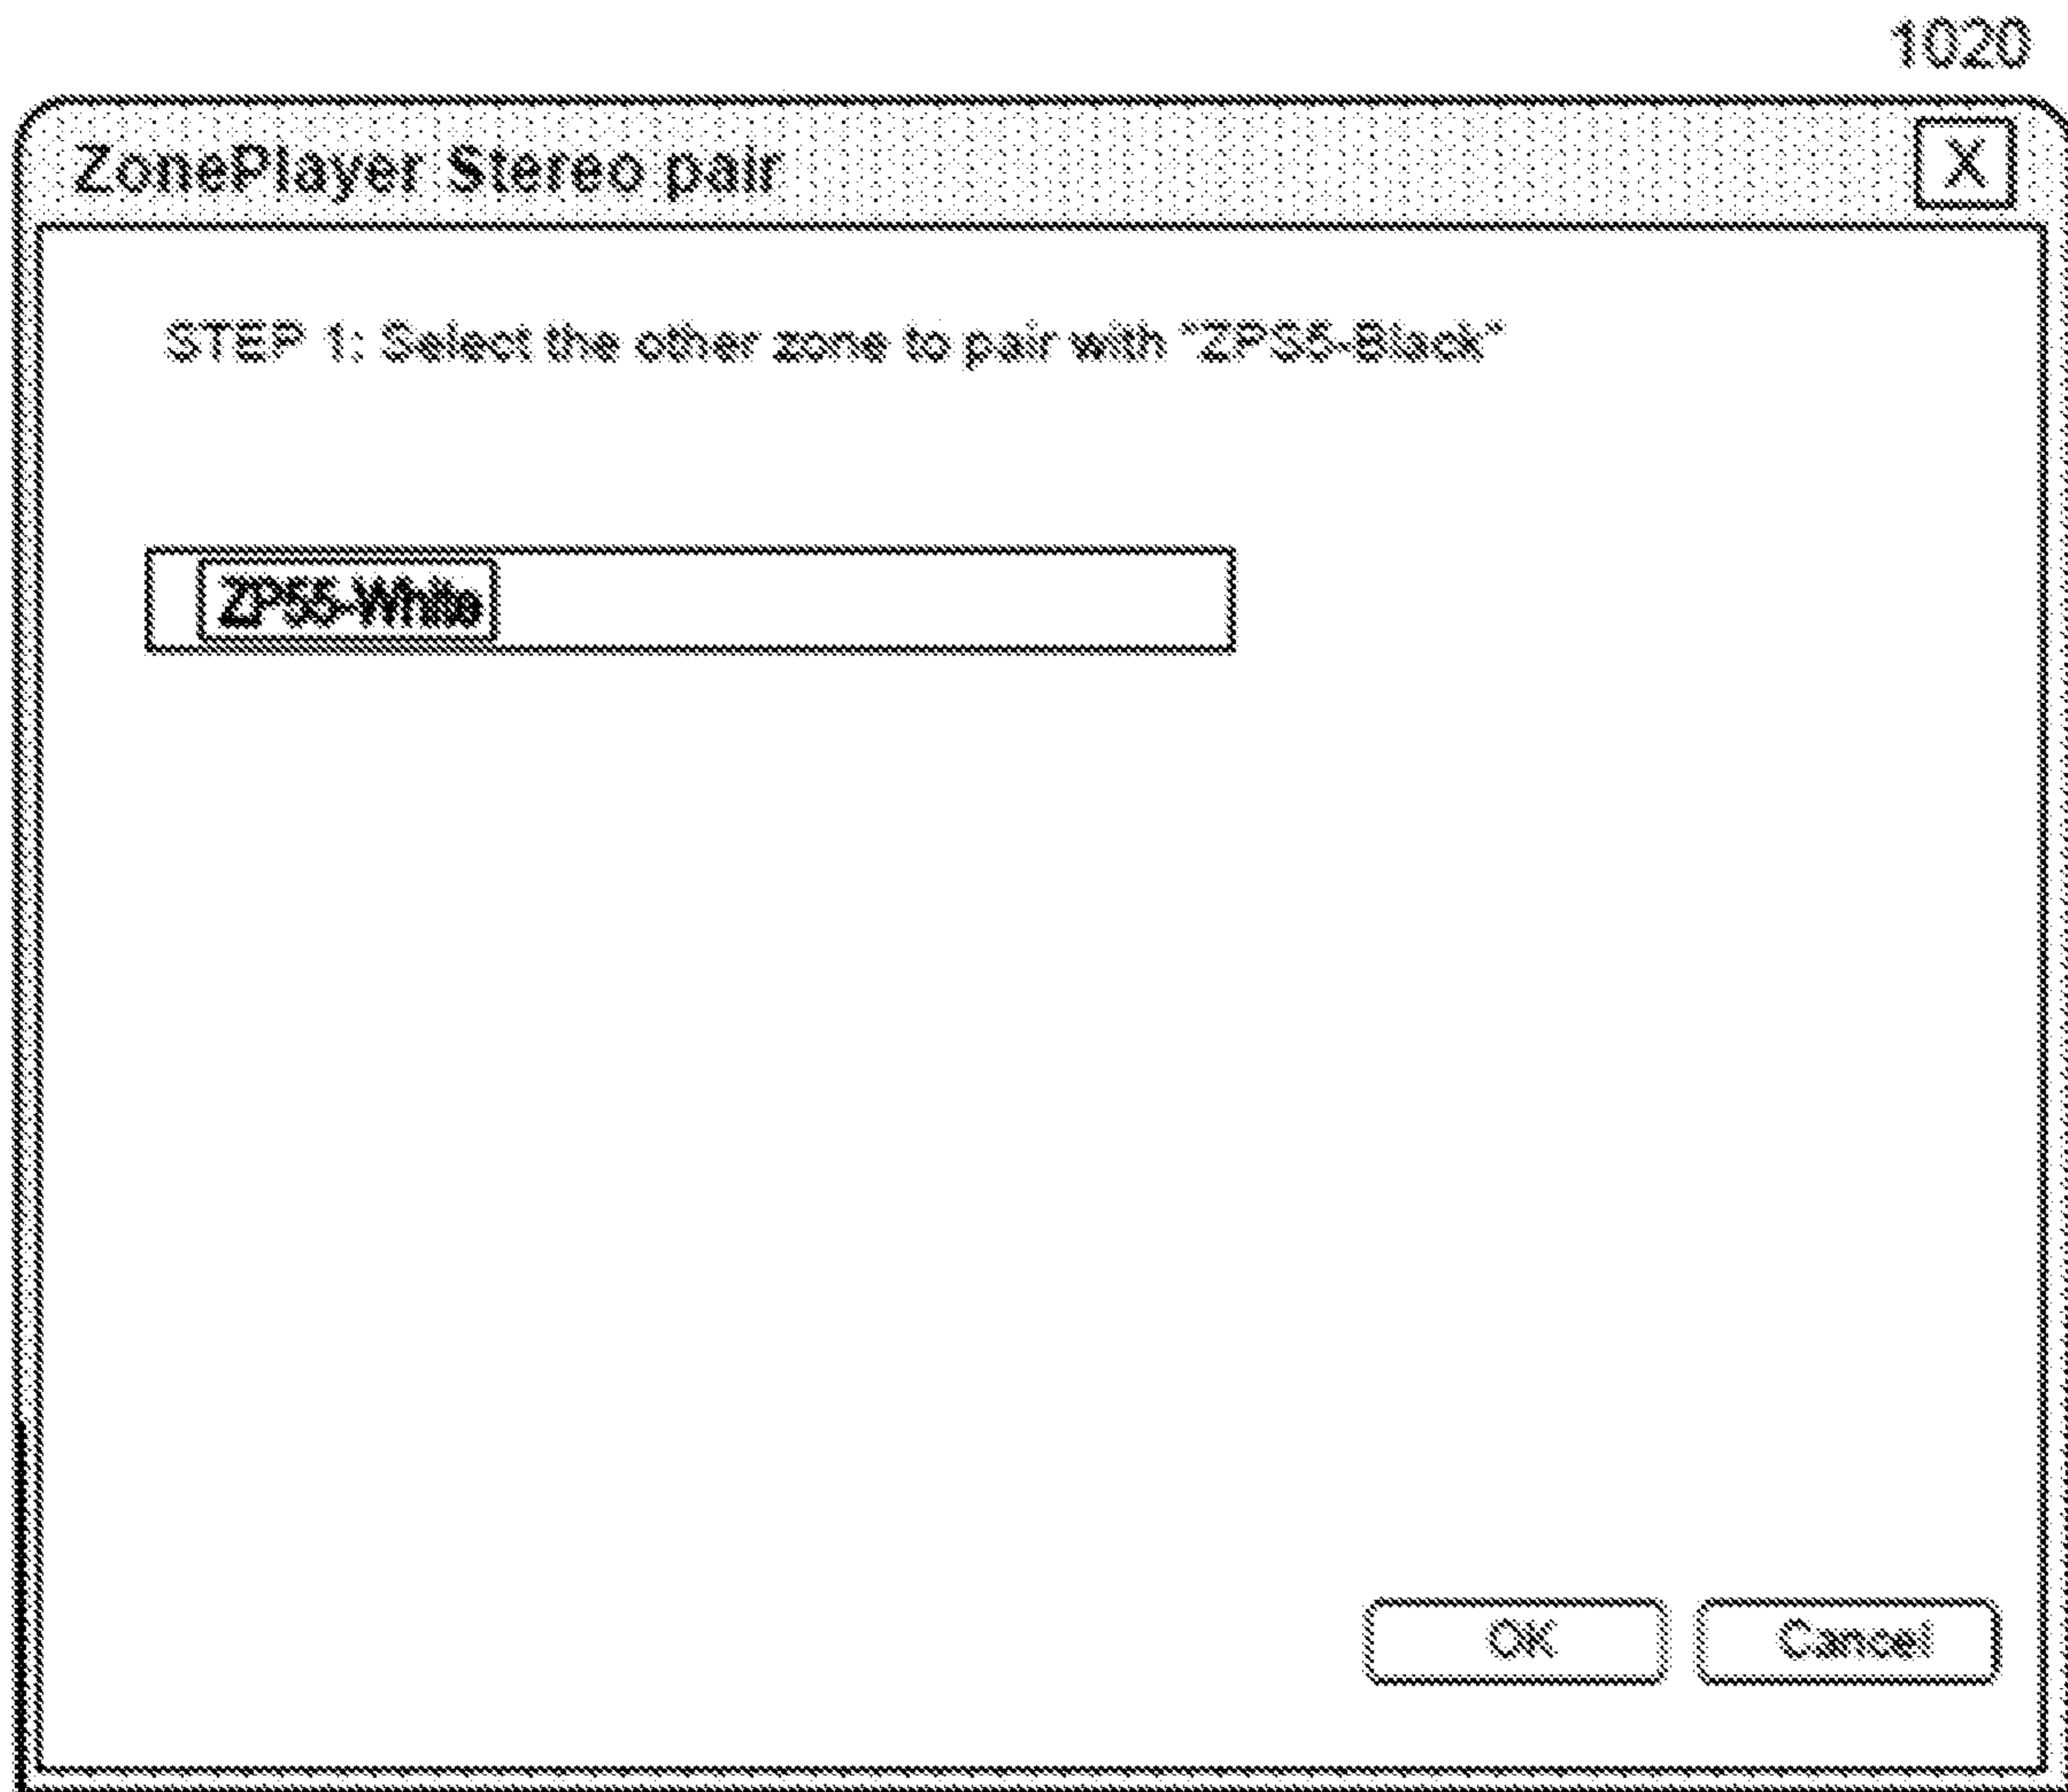 1020
ZonePlayer Stereo pair
X
STEP 1: Select the other zone to pair with "ZPS5-Black"
ZPS5-White
OK
Cancel